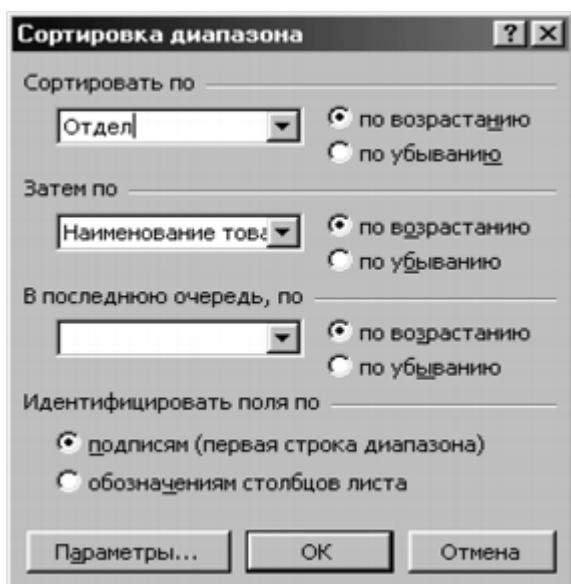 Сортировка диапазона
Сортировать по
Отдел
по возрастанию
по убыванию
Затем по
Наименование това
по возрастанию
по убыванию
В последнюю очередь, по
по возрастанию
по убыванию
Идентифицировать поля по
подписям (первая строка диапазона)
обозначениям столбцов листа
Параметры... ОК Отмена